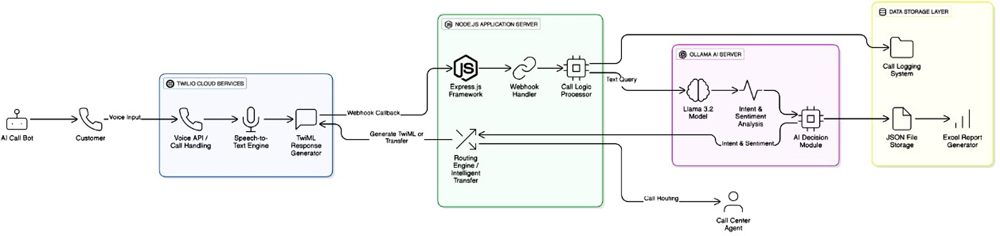 AI Call Bot
Customer
Voice Input
TWILIO CLOUD SERVICES
Voice API /
Call Handling
Speech-to-
Text Engine
TwiML
Response
Generator
Webhook Callback
Generate TwiML or
Transfer
NODE.JS APPLICATION SERVER
JS
Express.js
Framework
Webhook
Handler
Call Logic
Processor
Routing
Engine /
Intelligent
Transfer
Text Query
OLLAMA AI SERVER
Llama 3.2
Model
Intent &
Sentiment
Analysis
AI Decision
Module
Intent & Sentiment
Call Routing
Call Center
Agent
DATA STORAGE LAYER
Call Logging
System
JSON File
Storage
Excel Report
Generator